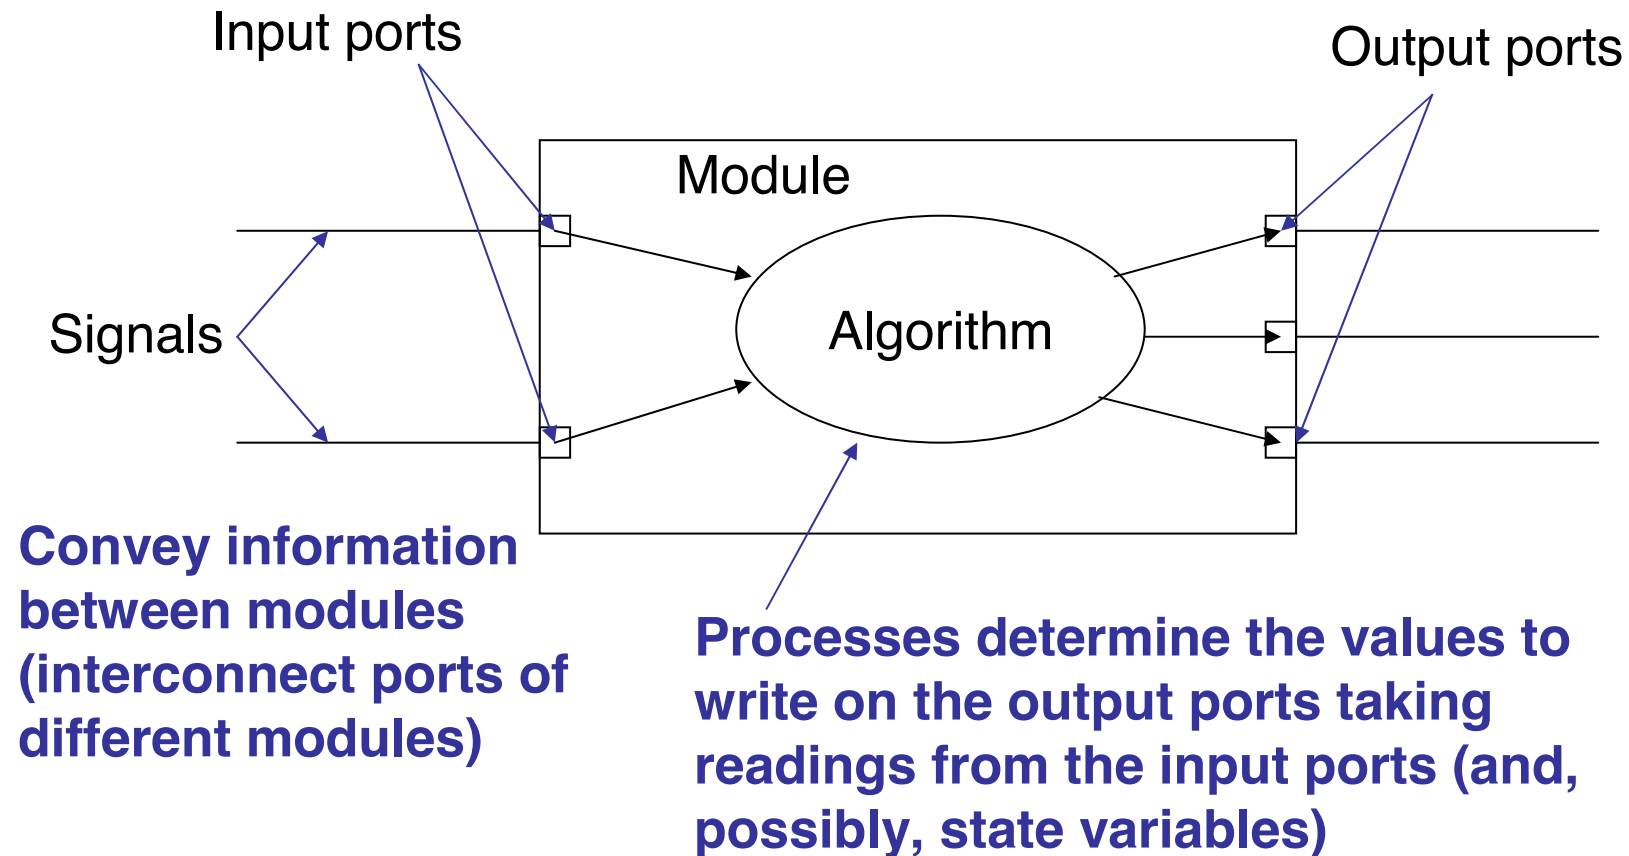 Input ports
Output ports
Module
Signals
Algorithm
Convey information
between modules
(interconnect ports of
different modules)
Processes determine the values to
write on the output ports taking
readings from the input ports (and,
possibly, state variables)